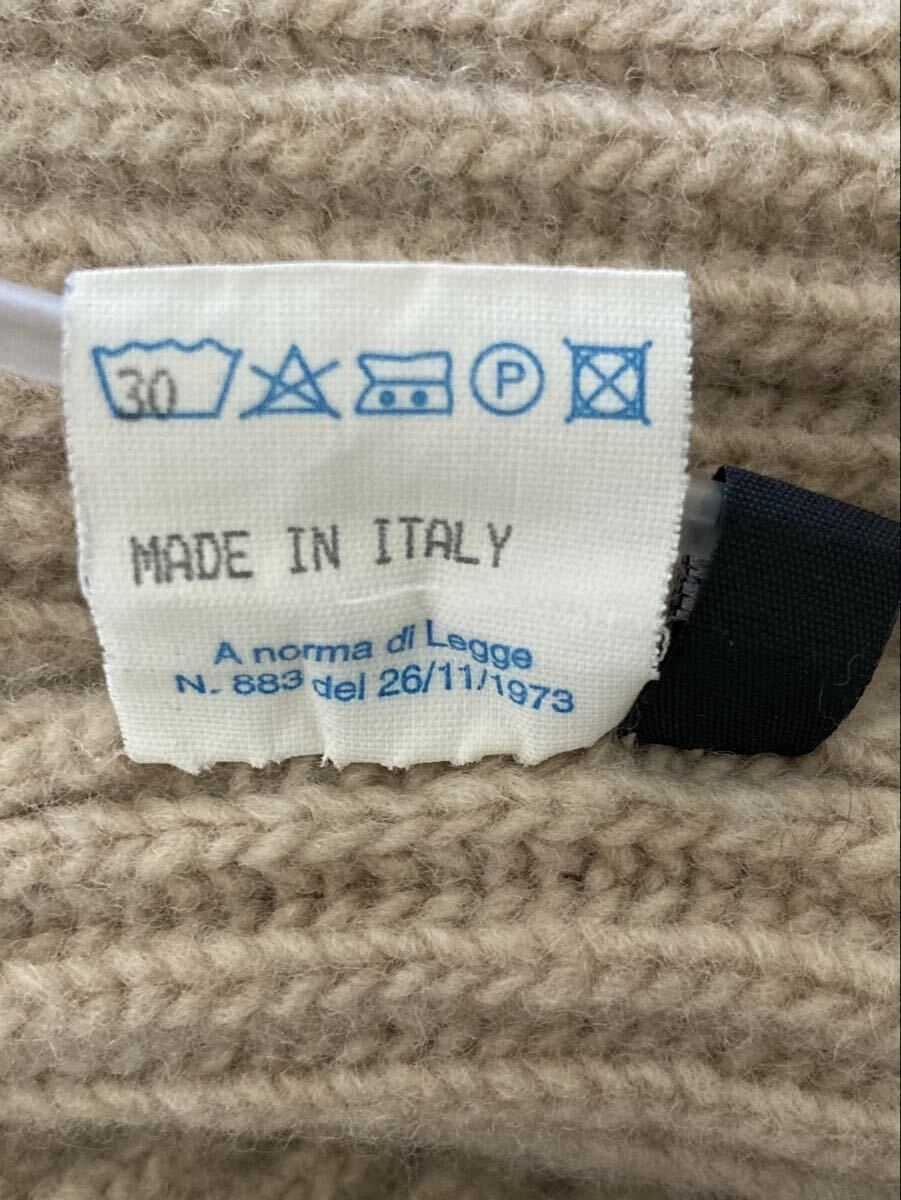 30 P
MADE IN ITALY
A norma di Legge
N. 883 del 26/11/1973